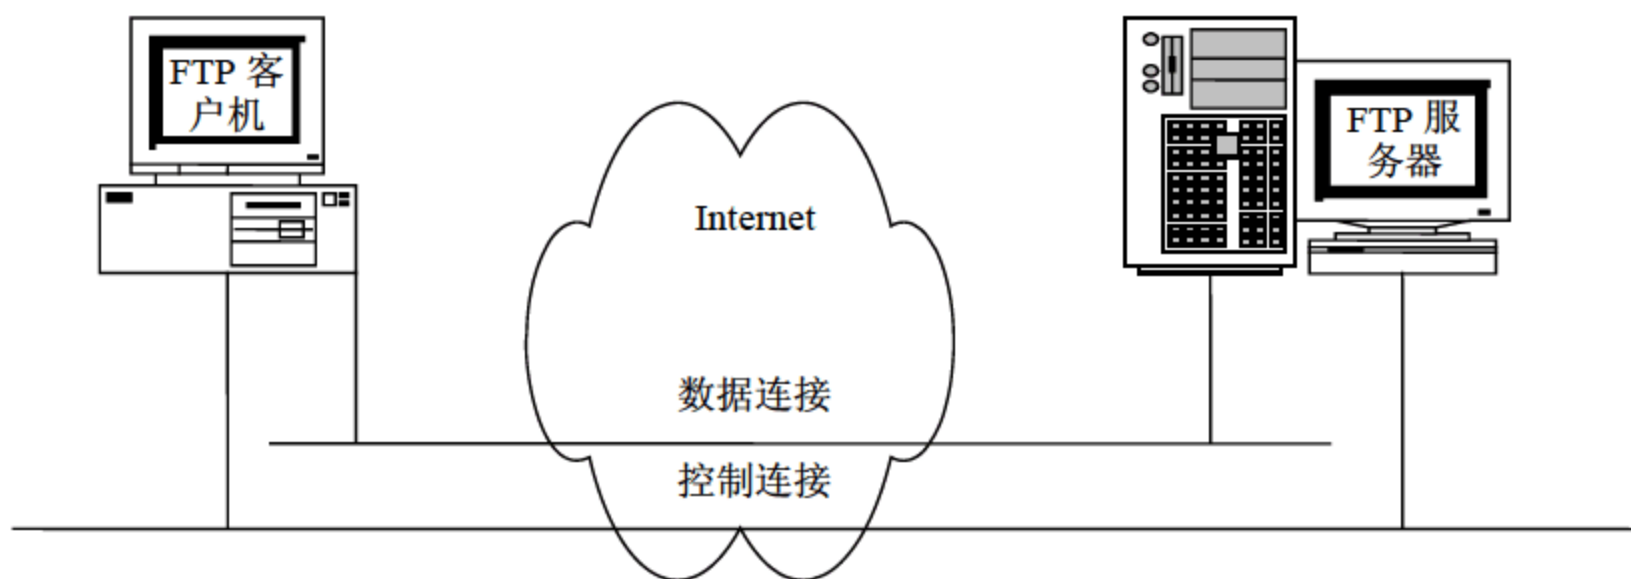 FTP 客
户机
FTP 服
务器
Internet
数据连接
控制连接